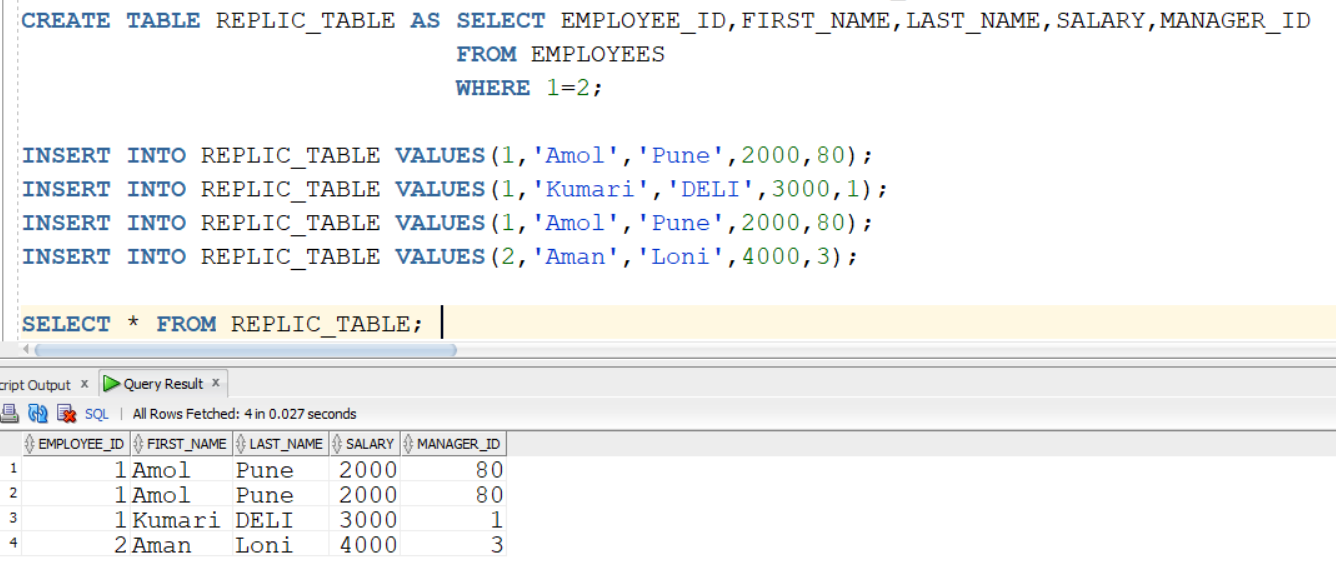 CREATE TABLE REPLIC_TABLE AS SELECT EMPLOYEE_ID,FIRST_NAME,LAST_NAME,SALARY,MANAGER_ID
FROM EMPLOYEES
WHERE 1=2;
INSERT INTO REPLIC_TABLE VALUES(1,'Amol','Pune',2000,80);
INSERT INTO REPLIC_TABLE VALUES(1,'Kumari','DELI',3000,1);
INSERT INTO REPLIC_TABLE VALUES(1,'Amol','Pune',2000,80);
INSERT INTO REPLIC_TABLE VALUES(2,'Aman','Loni',4000,3);
SELECT * FROM REPLIC_TABLE;
cript Output x Query Result x
SQL | All Rows Fetched: 4 in 0.027 seconds
EMPLOYEE_ID FIRST_NAME LAST_NAME SALARY MANAGER_ID
1 1 Amol Pune 2000 80
2 1 Amol Pune 2000 80
3 1 Kumari DELI 3000 1
4 2 Aman Loni 4000 3